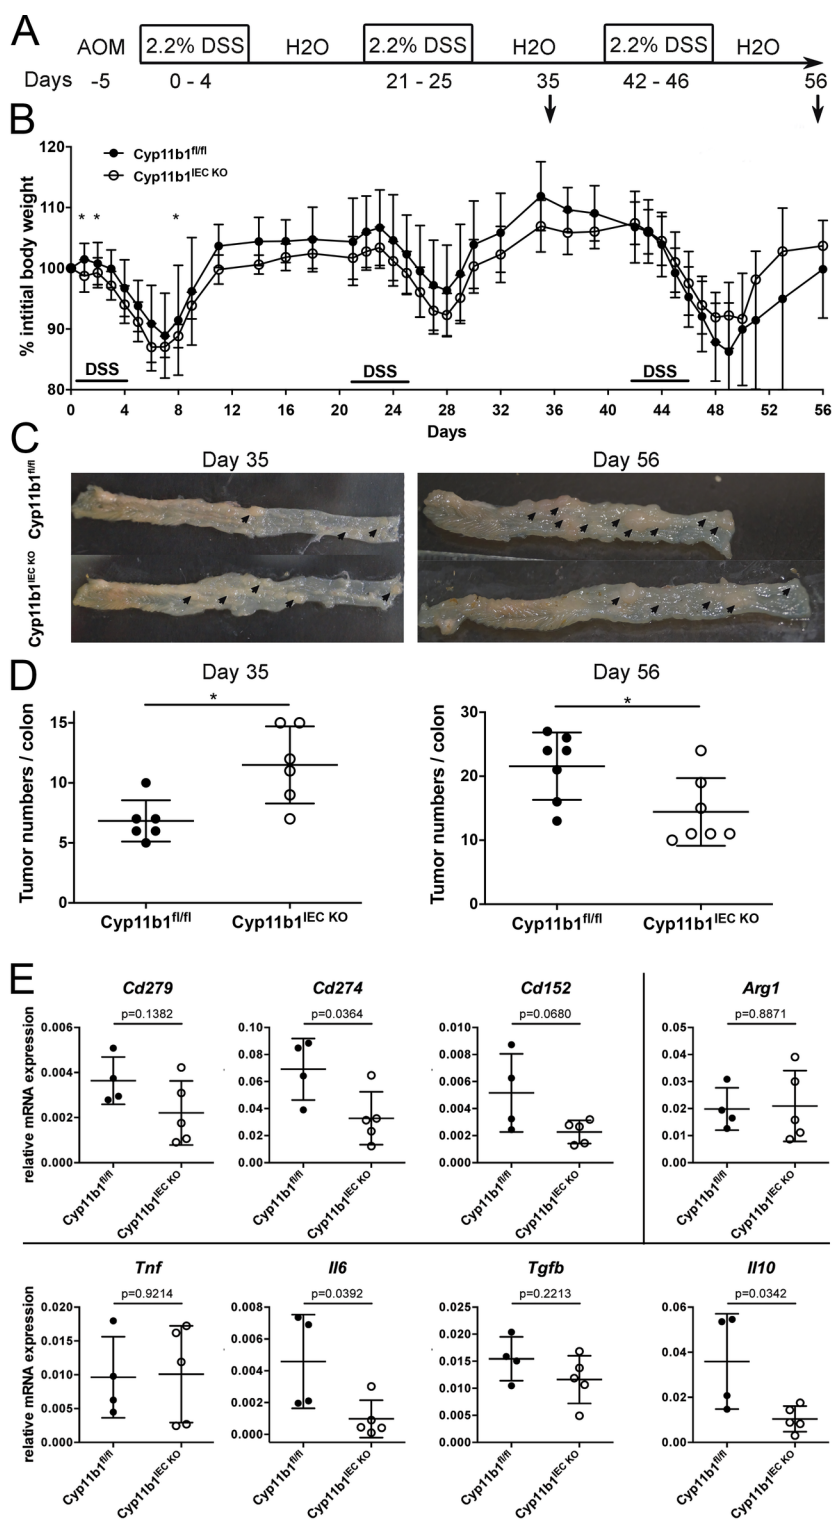 A
AOM 2.2% DSS H2O 2.2% DSS H2O 2.2% DSS H2O
Days -5 0 - 4 21 - 25 35 42 - 46 56
B
120
110
100
90
80
% intitial body weight
Cyp11b1fl/fl
Cyp11b1IEC KO
* * *
DSS DSS DSS
0 4 8 12 16 20 24 28 32 36 40 44 48 52 56
Days
C
Day 35 Day 56
Cyp11b1fl/fl
Cyp11b1IEC KO
D
Day 35 Day 56
* *
Tumor numbers / colon
15
10
5
0
Cyp11b1fl/fl Cyp11b1IEC KO
Tumor numbers / colon
30
20
10
0
Cyp11b1fl/fl Cyp11b1IEC KO
E
relative mRNA expression
Cd279
p=0.1382
0.006
0.004
0.002
0.000
Cyp11b1fl/fl
Cyp11b1IEC KO
Cd274
p=0.0364
0.10
0.08
0.06
0.04
0.02
0.00
Cyp11b1fl/fl
Cyp11b1IEC KO
Cd152
p=0.0680
0.010
0.008
0.006
0.004
0.002
0.000
Cyp11b1fl/fl
Cyp11b1IEC KO
Arg1
p=0.8871
0.05
0.04
0.03
0.02
0.01
0.00
Cyp11b1fl/fl
Cyp11b1IEC KO
relative mRNA expression
Tnf
p=0.9214
0.020
0.015
0.010
0.005
0.000
Cyp11b1fl/fl
Cyp11b1IEC KO
Il6
p=0.0392
0.008
0.006
0.004
0.002
0.000
Cyp11b1fl/fl
Cyp11b1IEC KO
Tgfb
p=0.2213
0.025
0.020
0.015
0.010
0.005
0.000
Cyp11b1fl/fl
Cyp11b1IEC KO
Il10
p=0.0342
0.06
0.04
0.02
0.00
Cyp11b1fl/fl
Cyp11b1IEC KO